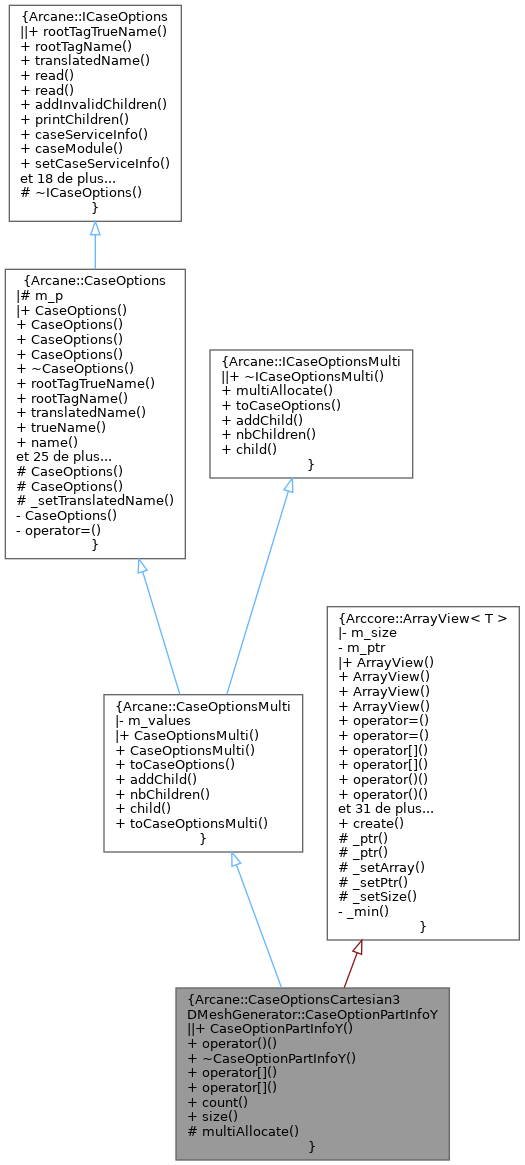 {Arcane::ICaseOptions
||+ rootTagTrueName()
+ rootTagName()
+ translatedName()
+ read()
+ read()
+ addInvalidChildren()
+ printChildren()
+ caseServiceInfo()
+ caseModule()
+ setCaseServiceInfo()
et 18 de plus...
# ~ICaseOptions()
}
{Arcane::CaseOptions
|# m_p
|+ CaseOptions()
+ CaseOptions()
+ CaseOptions()
+ CaseOptions()
+ ~CaseOptions()
+ rootTagTrueName()
+ rootTagName()
+ translatedName()
+ trueName()
+ name()
et 25 de plus...
# CaseOptions()
# CaseOptions()
# _setTranslatedName()
- CaseOptions()
- operator=()
}
{Arcane::ICaseOptionsMulti
||+ ~ICaseOptionsMulti()
+ multiAllocate()
+ toCaseOptions()
+ addChild()
+ nbChildren()
+ child()
}
{Arcane::CaseOptionsMulti
|- m_values
|+ CaseOptionsMulti()
+ CaseOptionsMulti()
+ toCaseOptions()
+ addChild()
+ nbChildren()
+ child()
+ toCaseOptionsMulti()
}
{Arccore::ArrayView< T >
|- m_size
- m_ptr
|+ ArrayView()
+ ArrayView()
+ ArrayView()
+ ArrayView()
+ operator=()
+ operator=()
+ operator[]()
+ operator[]()
+ operator()()
+ operator()()
et 31 de plus...
+ create()
# _ptr()
# _ptr()
# _setArray()
# _setPtr()
# _setSize()
- _min()
}
{Arcane::CaseOptionsCartesian3
DMeshGenerator::CaseOptionPartInfoY
||+ CaseOptionPartInfoY()
+ operator()()
+ ~CaseOptionPartInfoY()
+ operator[]()
+ operator[]()
+ count()
+ size()
# multiAllocate()
}